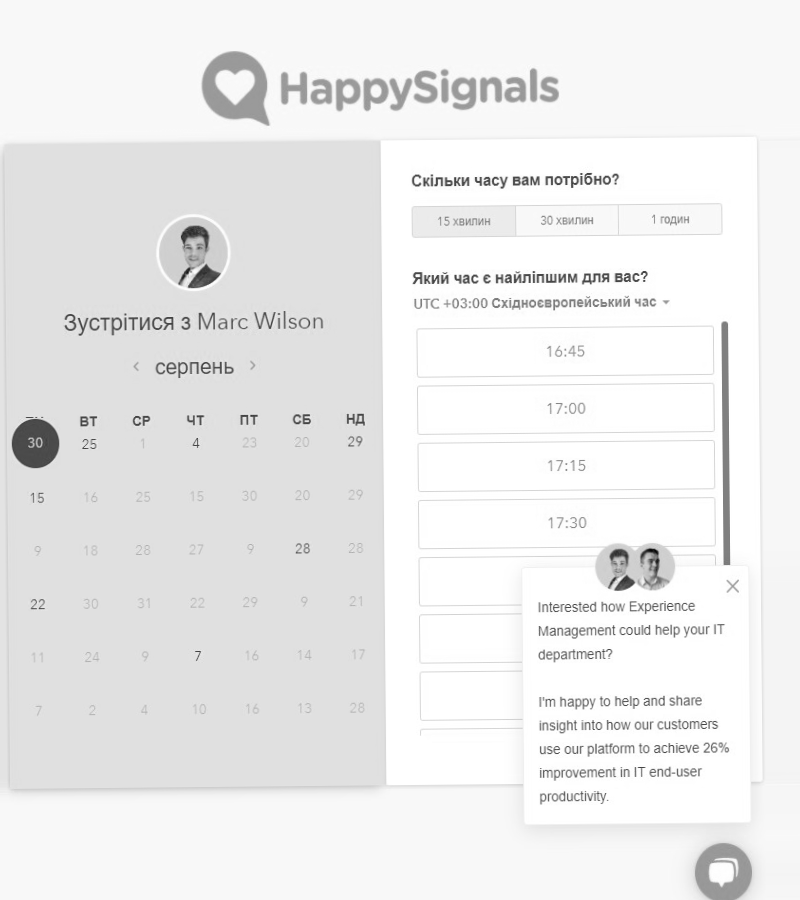 HappySignals
Зустрітися з Marc Wilson
серпень
ВТ СР ЧТ ПТ СБ НД
30 25 1 4 23 20 29
15 16 25 15 30 20 29
9 18 28 27 9 28 28
22 30 31 22 29 9 21
11 24 9 7 16 14 17
7 2 4 10 16 13 28
Скільки часу вам потрібно?
15 хвилин 30 хвилин 1 годин
Який час є найліпшим для вас?
UTC +03:00 Східноєвропейський час
16:45
17:00
17:15
17:30
Interested how Experience
Management could help your IT
department?
I'm happy to help and share
insight into how our customers
use our platform to achieve 26%
improvement in IT end-user
productivity.